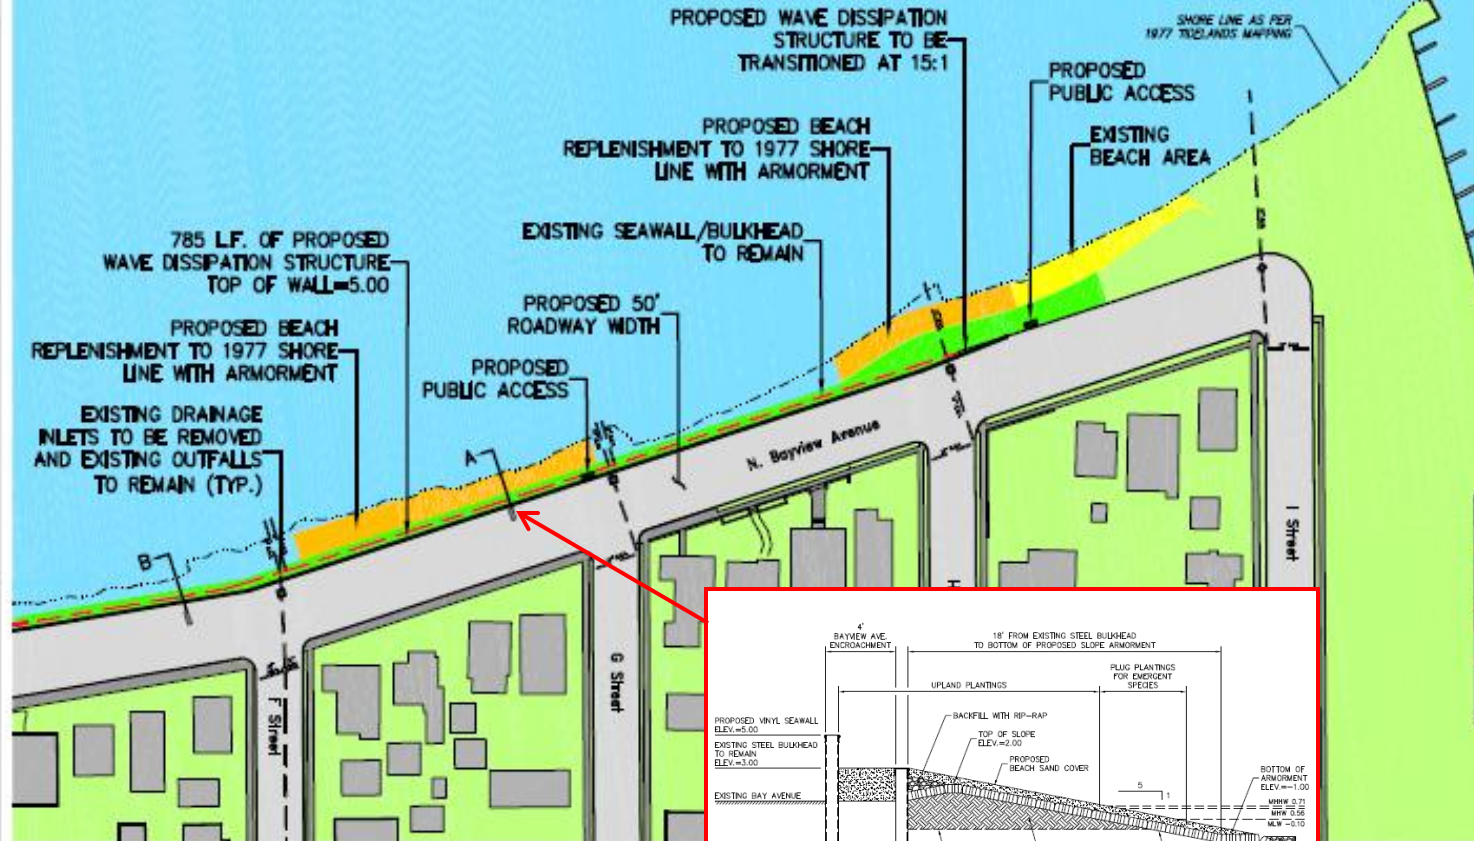 PROPOSED WAVE DISSIPATION
STRUCTURE TO BE
TRANSITIONED AT 15:1
SHORE LINE AS PER
1977 TIDELANDS MAPPING
PROPOSED
PUBLIC ACCESS
PROPOSED BEACH
REPLENISHMENT TO 1977 SHORE
LINE WITH ARMORMENT
EXISTING
BEACH AREA
785 L.F. OF PROPOSED
WAVE DISSIPATION STRUCTURE
TOP OF WALL=5.00
EXISTING SEAWALL/BULKHEAD
TO REMAIN
PROPOSED 50'
ROADWAY WIDTH
PROPOSED BEACH
REPLENISHMENT TO 1977 SHORE
LINE WITH ARMORMENT
PROPOSED
PUBLIC ACCESS
EXISTING DRAINAGE
INLETS TO BE REMOVED
AND EXISTING OUTFALLS
TO REMAIN (TYP.)
A
B
N. Bayview Avenue
F Street
G Street
H
I Street
4'
BAYVIEW AVE.
ENCROACHMENT
18' FROM EXISTING STEEL BULKHEAD
TO BOTTOM OF PROPOSED SLOPE ARMORMENT
PLUG PLANTINGS
FOR EMERGENT
SPECIES
UPLAND PLANTINGS
PROPOSED VINYL SEAWALL
ELEV.=5.00
EXISTING STEEL BULKHEAD
TO REMAIN
ELEV.=3.00
EXISTING BAY AVENUE
BACKFILL WITH RIP-RAP
TOP OF SLOPE
ELEV.=2.00
PROPOSED
BEACH SAND COVER
5
1
BOTTOM OF
ARMORMENT
ELEV.=-1.00
MHHW 0.71
MHW 0.56
MLW -0.10